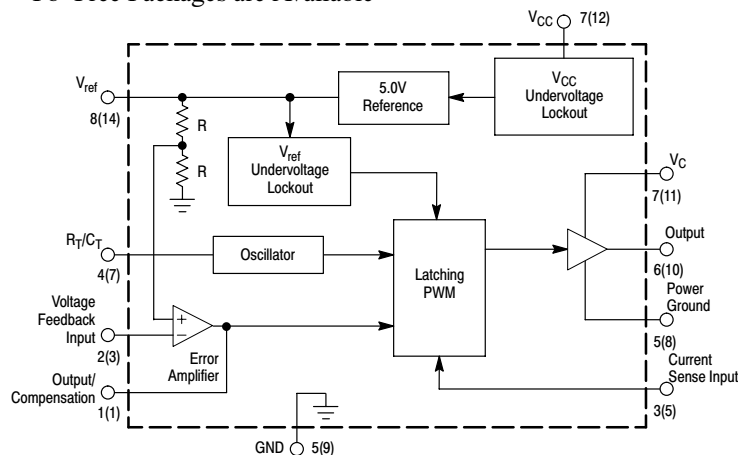 Packages are Available
VCC 7(12)
Vref
8(14)
R
R
5.0V
Reference
VCC
Undervoltage
Lockout
Vref
Undervoltage
Lockout
VC
7(11)
RT/CT
4(7)
Oscillator
Latching
PWM
Output
6(10)
Voltage
Feedback
Input
2(3)
+
−
Error
Amplifier
Power
Ground
5(8)
Output/
Compensation
1(1)
Current
Sense Input
3(5)
GND 5(9)